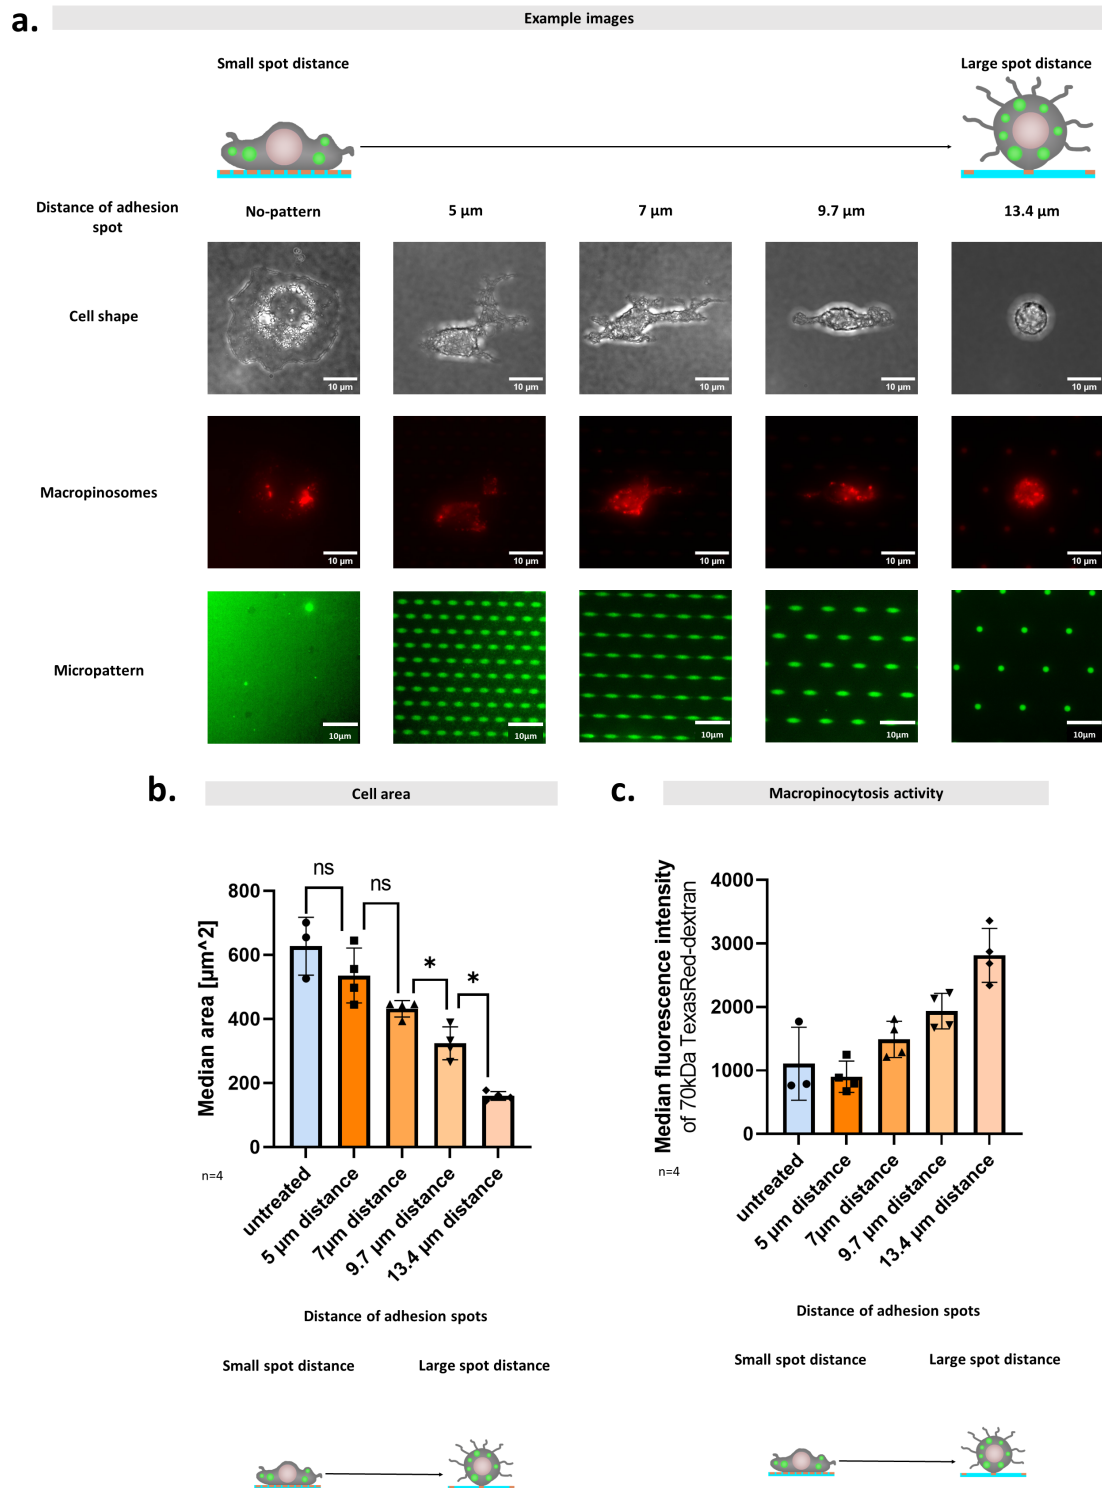 a.
Example images
Small spot distance
Large spot distance
Distance of adhesion
spot
No-pattern
5 µm
7 µm
9.7 µm
13.4 µm
Cell shape
10 µm
10 µm
10 µm
10 µm
10 µm
Macropinosomes
10 µm
10 µm
10 µm
10 µm
10 µm
Micropattern
10µm
10µm
10µm
10µm
10µm
b.
Cell area
Median area [µm^2]
800
600
400
200
0
ns
ns
*
*
n=4
untreated
5 µm distance
7µm distance
9.7 µm distance
13.4 µm distance
Distance of adhesion spots
Small spot distance
Large spot distance
c.
Macropinocytosis activity
Median fluorescence intensity
of 70kDa TexasRed-dextran
4000
3000
2000
1000
0
n=4
untreated
5 µm distance
7µm distance
9.7 µm distance
13.4 µm distance
Distance of adhesion spots
Small spot distance
Large spot distance